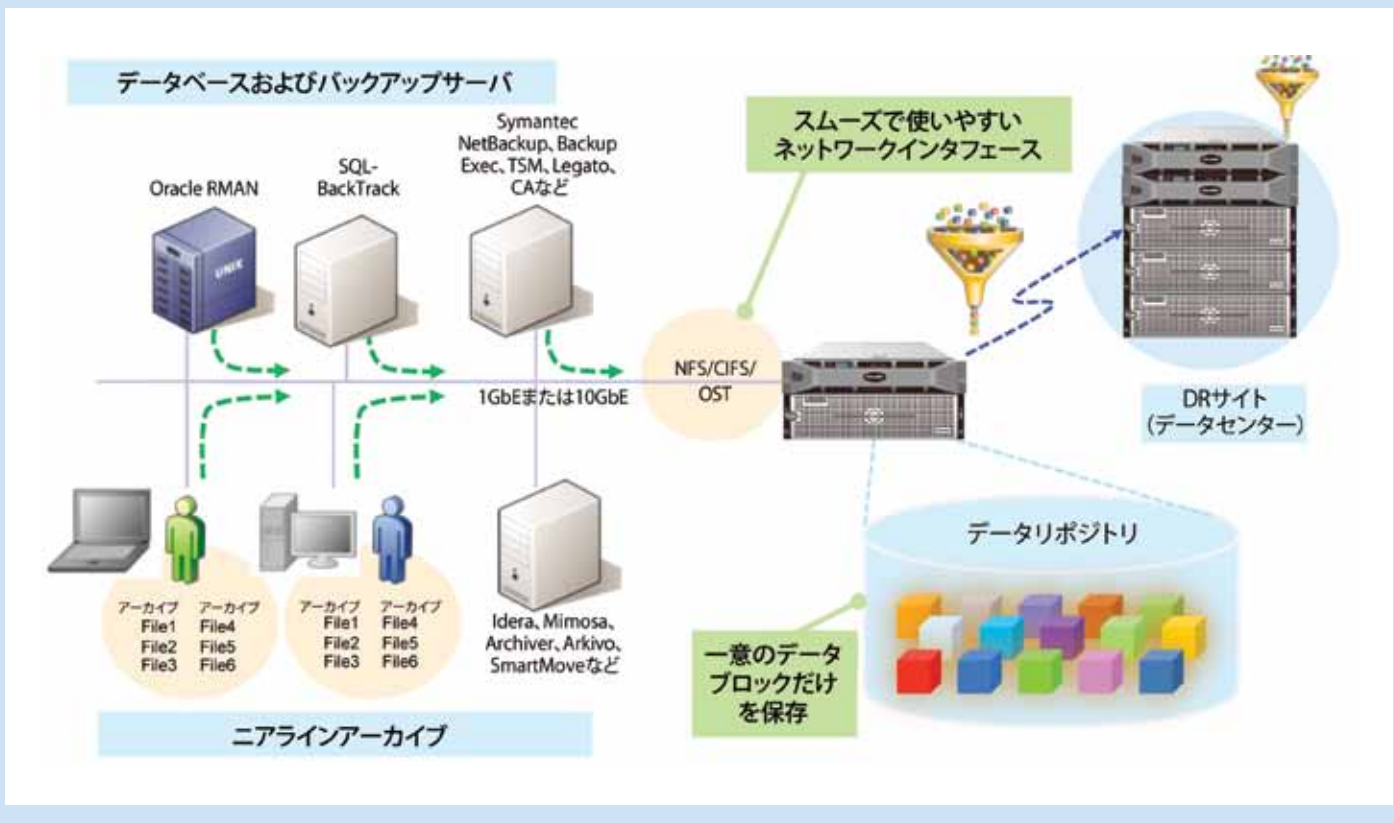 データベースおよびバックアップサーバ
Oracle RMAN
SQL-
BackTrack
Symantec
NetBackup、Backup
Exec、TSM、Legato、
CAなど
UNIX
スムーズで使いやすい
ネットワークインタフェース
1GbEまたは10GbE
NFS/CIFS/
OST
DRサイト
(データセンター)
アーカイブ アーカイブ
File1 File4
File2 File5
File3 File6
アーカイブ アーカイブ
File1 File4
File2 File5
File3 File6
Idera、Mimosa、
Archiver、Arkivo、
SmartMoveなど
ニアラインアーカイブ
データリポジトリ
一意のデータ
ブロックだけ
を保存